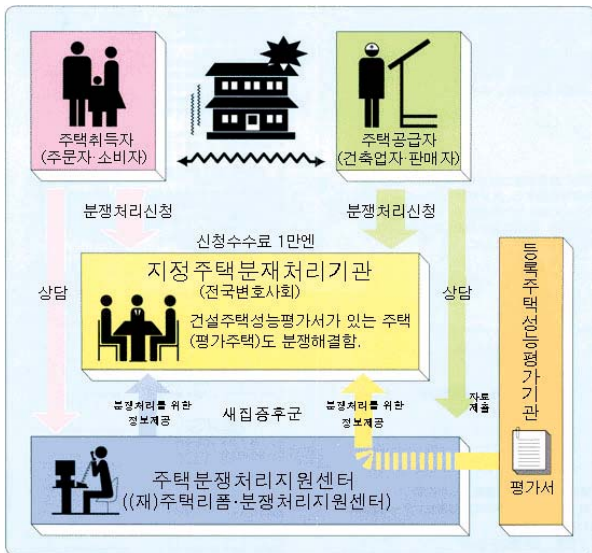 주택취득자
(주문자·소비자)
주택공급자
(건축업자·판매자)
분쟁처리신청
분쟁처리신청
신청수수료 1만엔
지정주택분재처리기관
(전국변호사회)
건설주택성능평가서가 있는 주택
(평가주택)도 분쟁해결함.
상담
상담
등록주택성능평가기관
분쟁처리를 위한
정보제공
새집증후군
분쟁처리를 위한
정보제공
자료
제출
평가서
주택분쟁처리지원센터
((재)주택리폼·분쟁처리지원센터)